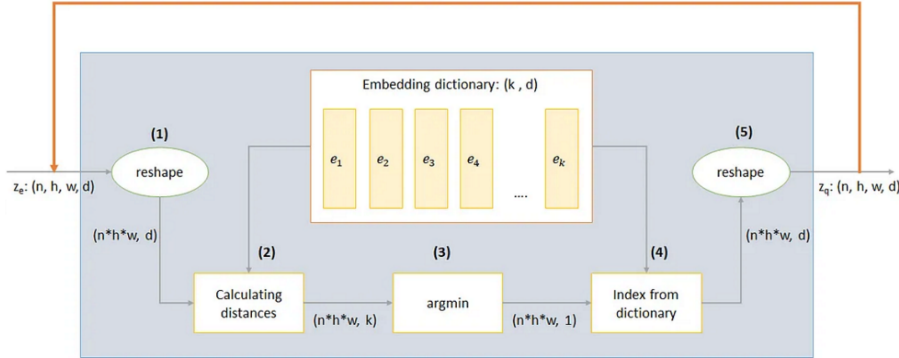 Embedding dictionary: (k , d)
e₁ e₂ e₃ e₄ .... eₖ
(1)
reshape
(5)
reshape
zₑ: (n, h, w, d)
z_q: (n, h, w, d)
(n*h*w, d)
(n*h*w, d)
(2)
Calculating
distances
(n*h*w, k)
(3)
argmin
(n*h*w, 1)
(4)
Index from
dictionary